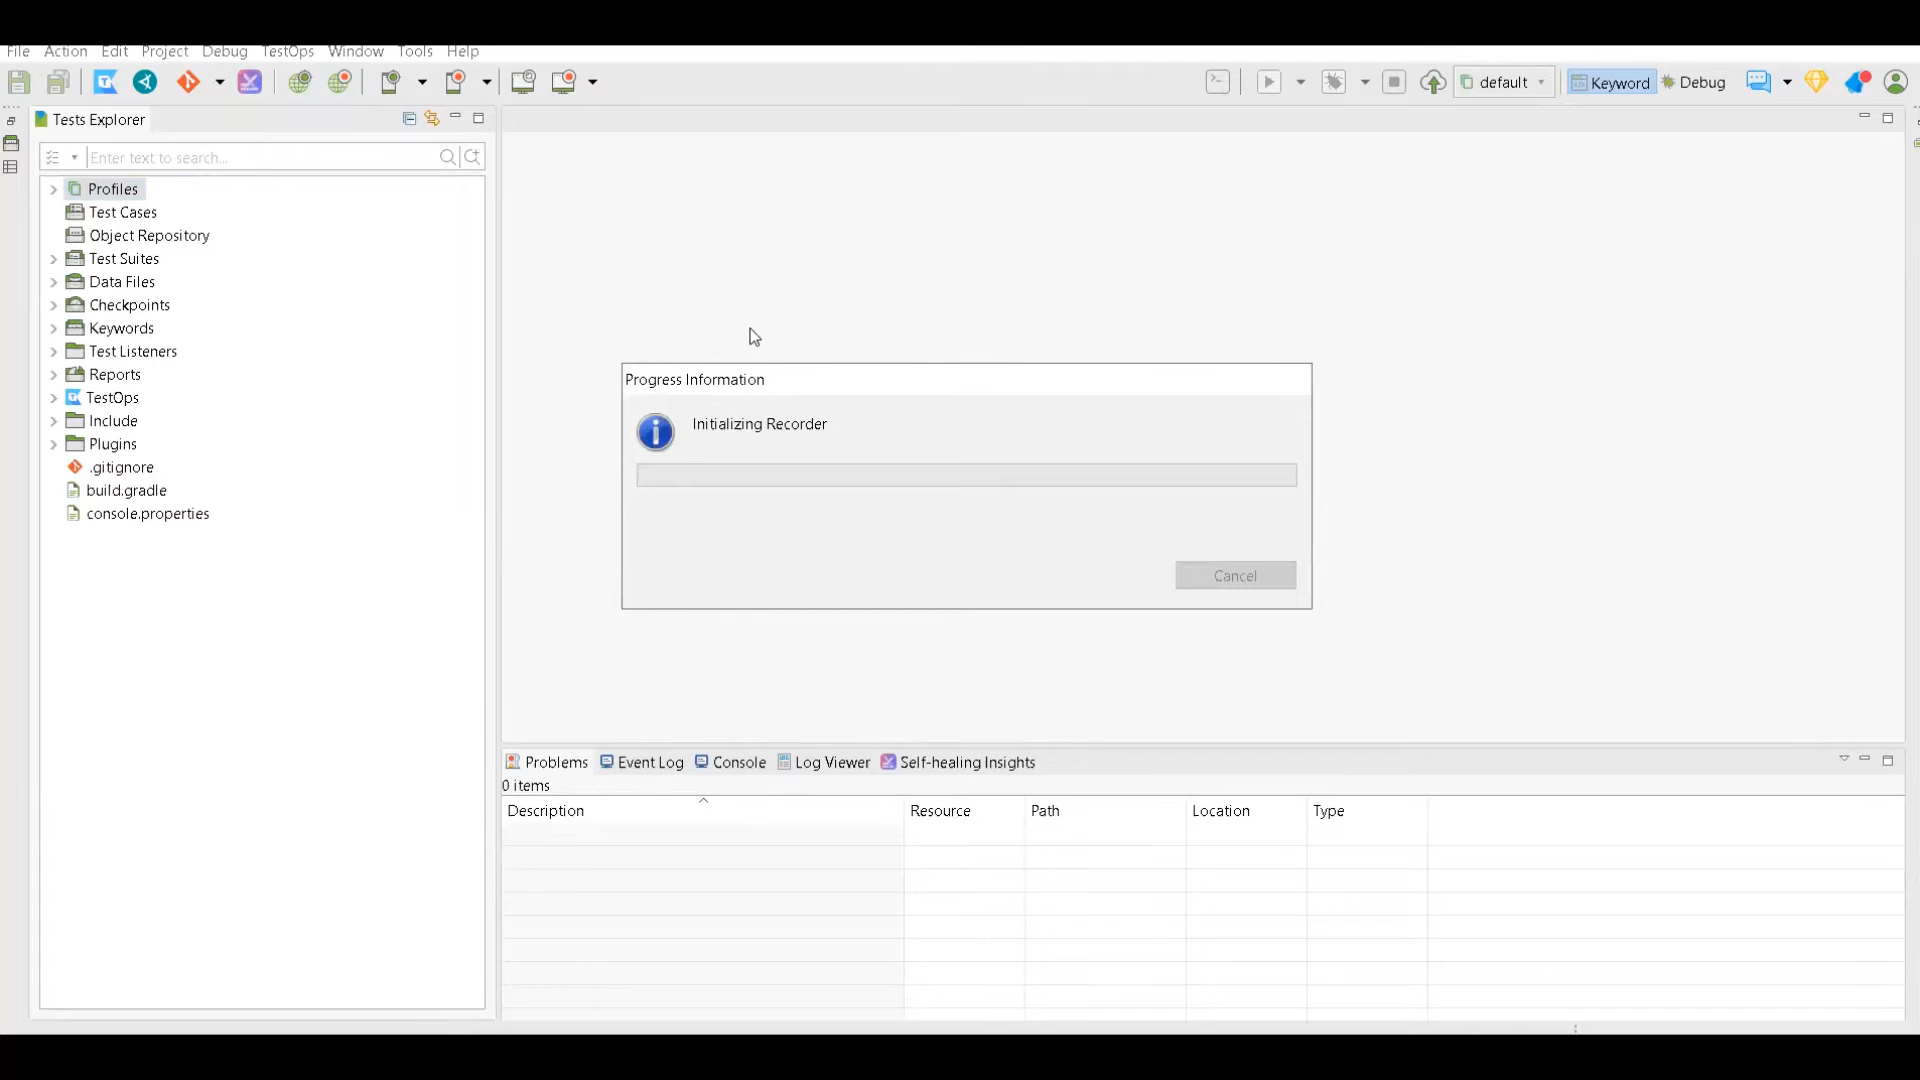 File Action Edit Project Debug TestOps Window Tools Help
default Keyword Debug
Tests Explorer
Enter text to search...
Profiles
Test Cases
Object Repository
Test Suites
Data Files
Checkpoints
Keywords
Test Listeners
Reports
TestOps
Include
Plugins
.gitignore
build.gradle
console.properties
Progress Information
Initializing Recorder
Cancel
Problems Event Log Console Log Viewer Self-healing Insights
0 items
Description Resource Path Location Type